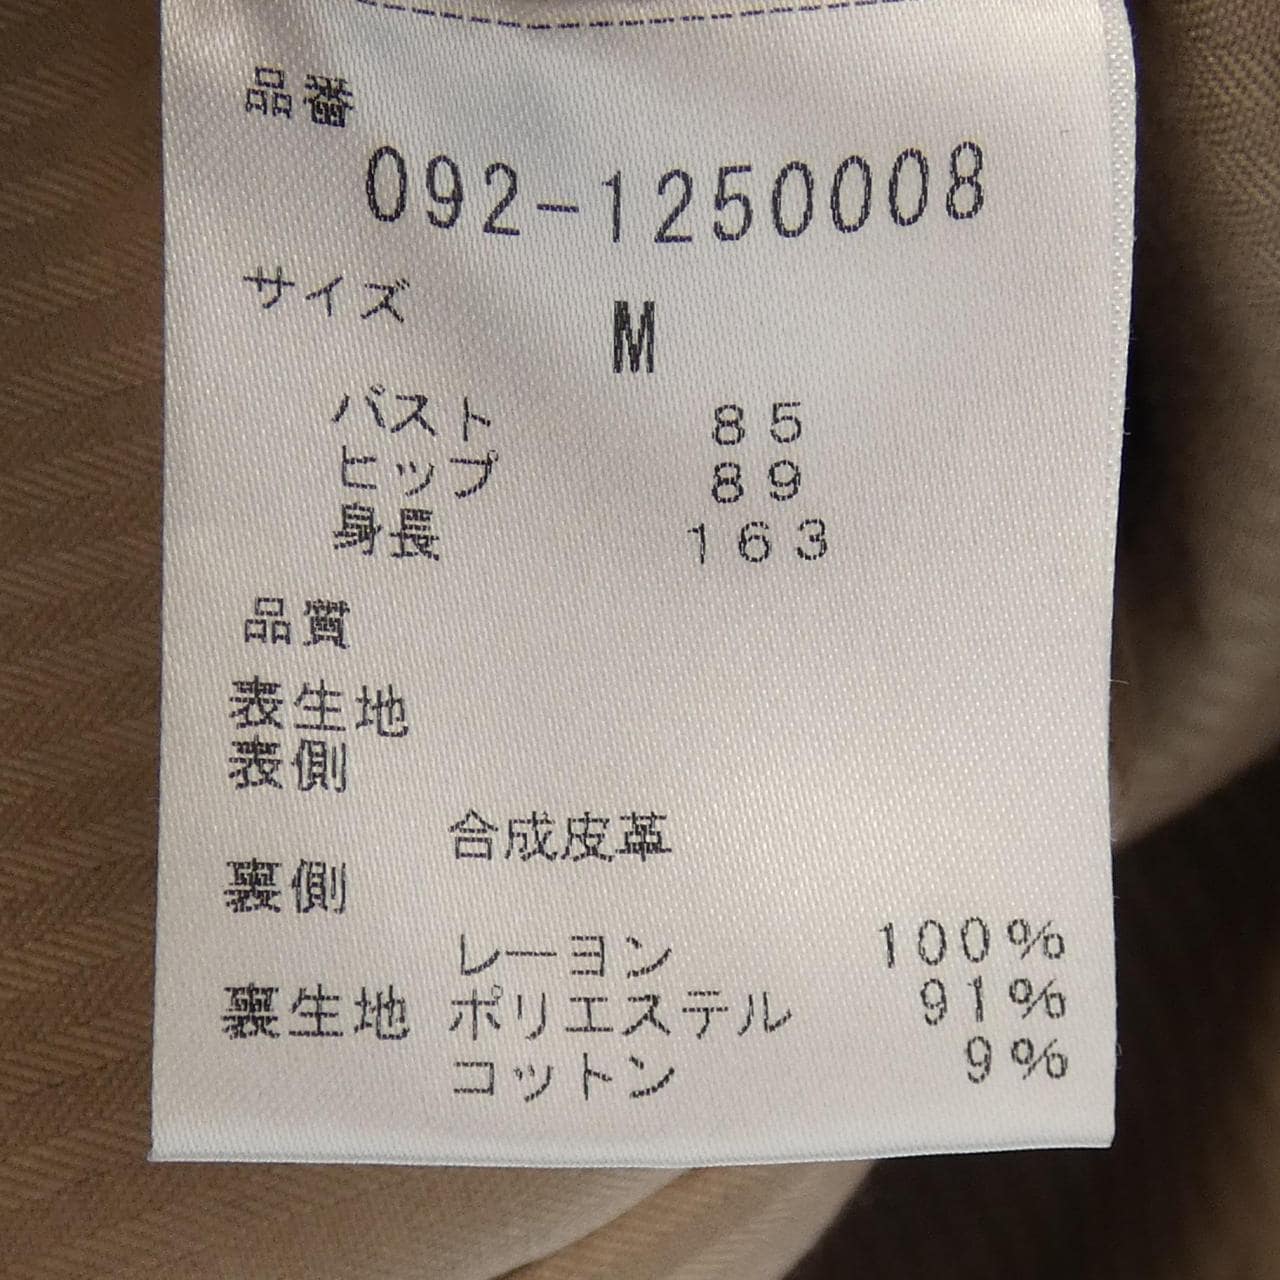 品番
092-1250008
サイズ M
バスト 85
ヒップ 89
身長 163
品質
表生地
表側
合成皮革
裏側
レーヨン 100%
裏生地 ポリエステル 91%
コットン 9%